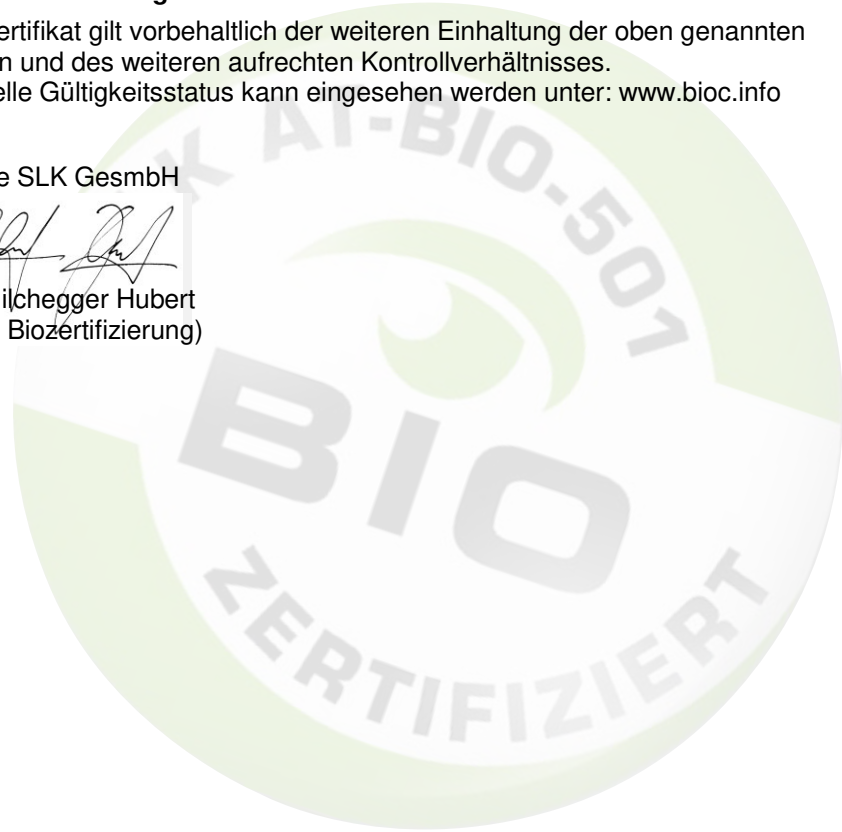 ertifikat gilt vorbehaltlich der weiteren Einhaltung der oben genannten
n und des weiteren aufrechten Kontrollverhältnisses.
elle Gültigkeitsstatus kann eingesehen werden unter: www.bioc.info
e SLK GesmbH
ilchegger Hubert
Biozertifizierung)
K AT-BIO-501
BIO
ZERTIFIZIERT